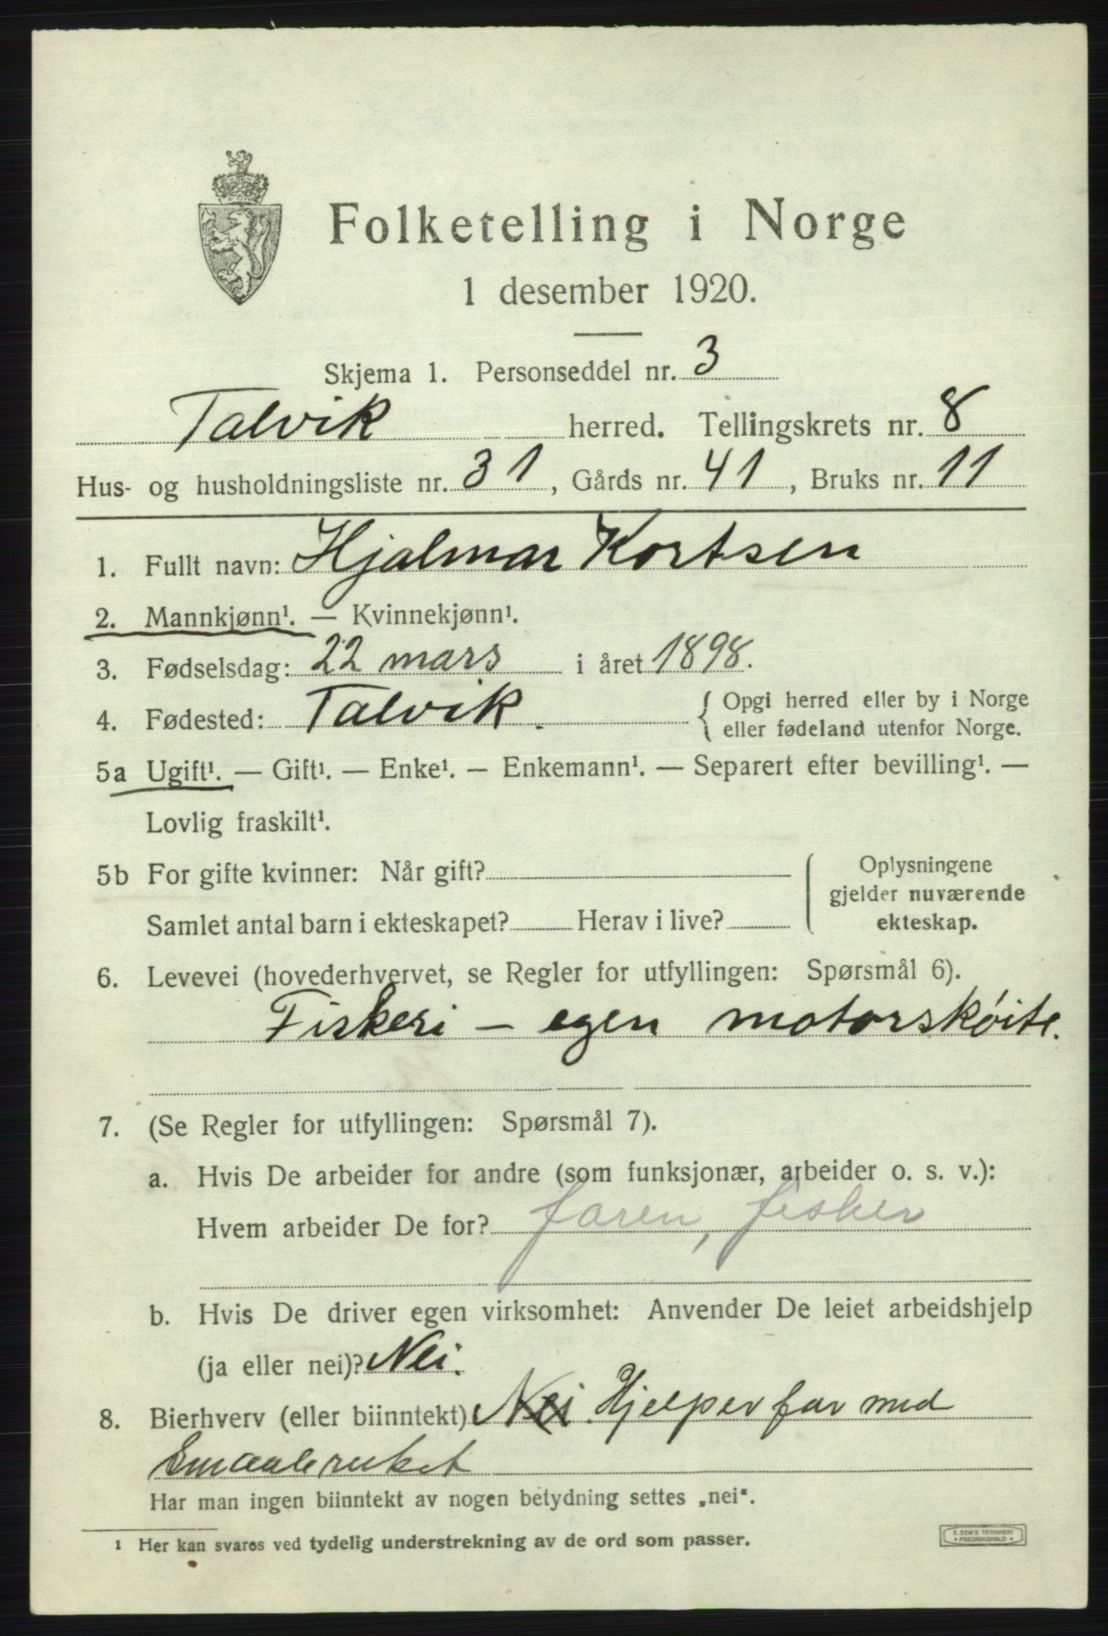 Folketelling i Norge
1 desember 1920.
Skjema 1. Personseddel nr. 3
Talvik herred. Tellingskrets nr. 8
Hus- og husholdningsliste nr. 31, Gårds nr. 41, Bruks nr. 11
1. Fullt navn: Hjalmar Kortsen
2. Mannkjønn¹. — Kvinnekjønn¹.
3. Fødselsdag: 22 mars i året 1898.
4. Fødested: Talvik. { Opgi herred eller by i Norge
eller fødeland utenfor Norge.
5a Ugift¹. — Gift¹. — Enke¹. — Enkemann¹. — Separert efter bevilling¹. —
Lovlig fraskilt¹.
5b For gifte kvinner: Når gift?
Samlet antal barn i ekteskapet? Herav i live?
Oplysningene
gjelder nuværende
ekteskap.
6. Levevei (hovederhvervet, se Regler for utfyllingen: Spørsmål 6).
Fiskeri — egen motorskøite.
7. (Se Regler for utfyllingen: Spørsmål 7).
a. Hvis De arbeider for andre (som funksjonær, arbeider o. s. v.):
Hvem arbeider De for? faren, fisker
b. Hvis De driver egen virksomhet: Anvender De leiet arbeidshjelp
(ja eller nei)? Nei.
8. Bierhverv (eller biinntekt) Nei. Hjelper far med
Smaabruket
Har man ingen biinntekt av nogen betydning settes „nei“.
¹ Her kan svares ved tydelig understrekning av de ord som passer.
E. SEM'S TRYKKERI
FREDRIKSHALD